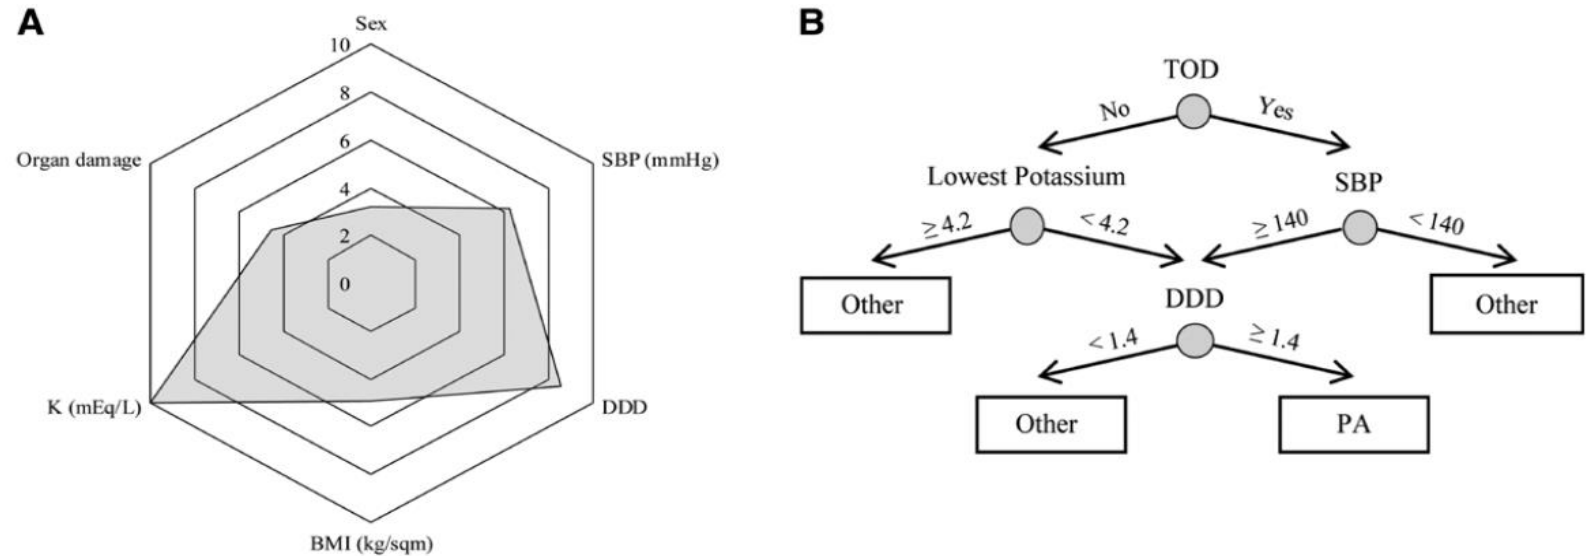 A
Sex
10
8
6
4
2
0
Organ damage
SBP (mmHg)
K (mEq/L)
DDD
BMI (kg/sqm)
B
TOD
No
Yes
Lowest Potassium
SBP
≥ 4.2
< 4.2
≥ 140
< 140
Other
DDD
Other
< 1.4
≥ 1.4
Other
PA